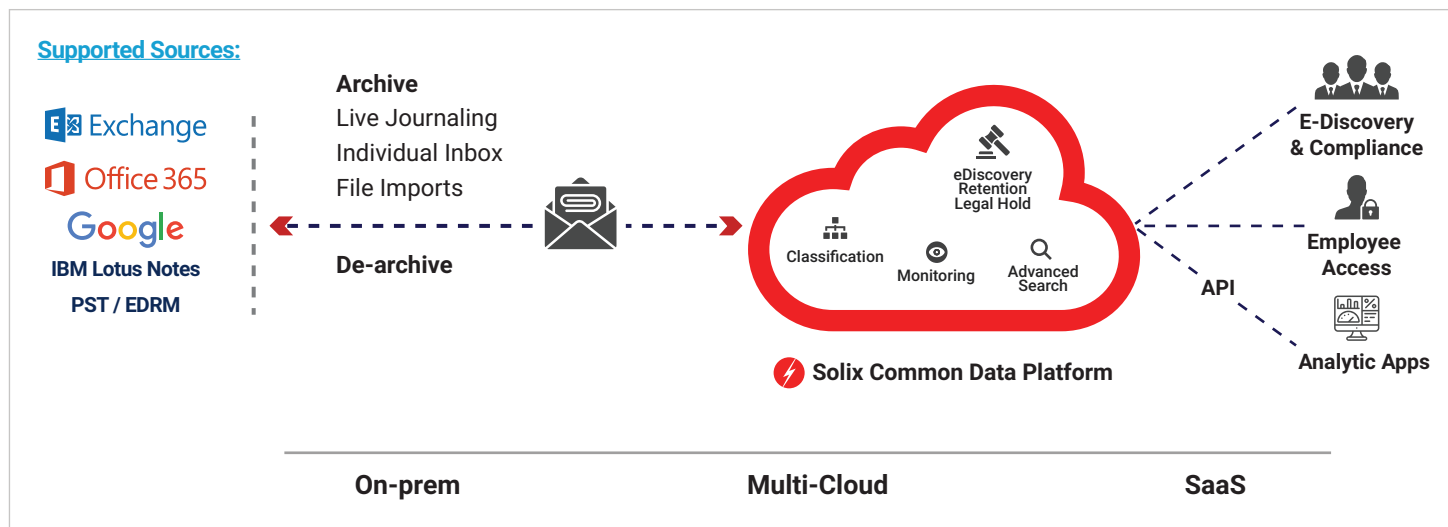 Supported Sources:
Exchange
Office 365
Google
IBM Lotus Notes
PST / EDRM
Archive
Live Journaling
Individual Inbox
File Imports
De-archive
eDiscovery
Retention
Legal Hold
Classification
Monitoring
Advanced
Search
Solix Common Data Platform
E-Discovery
& Compliance
Employee
Access
API
Analytic Apps
On-prem
Multi-Cloud
SaaS